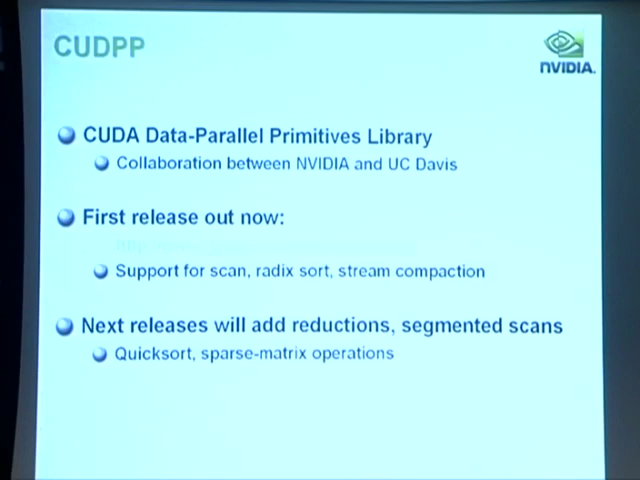 CUDPP
NVIDIA.
CUDA Data-Parallel Primitives Library
Collaboration between NVIDIA and UC Davis
First release out now:
Support for scan, radix sort, stream compaction
Next releases will add reductions, segmented scans
Quicksort, sparse-matrix operations